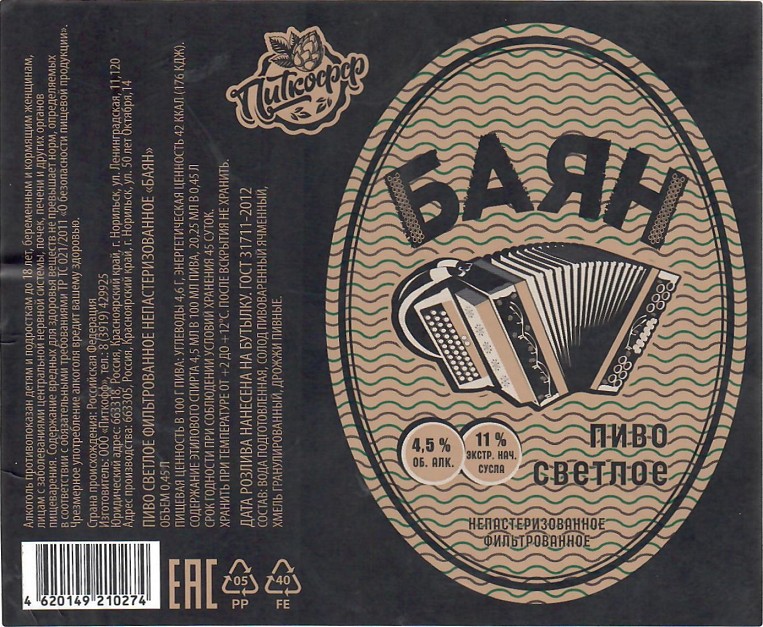 Питкофф
БАЯН
4,5 %
ОБ. АЛК.
11 %
ЭКСТР. НАЧ.
СУСЛА
ПИВО
СВЕТЛОЕ
НЕПАСТЕРИЗОВАННОЕ
ФИЛЬТРОВАННОЕ
Алкоголь противопоказан детям и подросткам до 18 лет, беременным и кормящим женщинам,
лицам с заболеваниями центральной нервной системы, почек, печени и других органов
пищеварения. Содержание вредных для здоровья веществ не превышает норм, определяемых
в соответствии с обязательными требованиями ТР ТС 021/2011 «О безопасности пищевой продукции».
Чрезмерное употребление алкоголя вредит вашему здоровью.
Страна происхождения: Российская Федерация
Изготовитель: ООО «Питкофф», тел.: 8 (3919) 429925
Юридический адрес: 663318, Россия, Красноярский край, г. Норильск, ул. Ленинградская, 11, 120
Адрес производства: 663305, Россия, Красноярский край, г. Норильск, ул. 50 лет Октября, 14
ПИВО СВЕТЛОЕ ФИЛЬТРОВАННОЕ НЕПАСТЕРИЗОВАННОЕ «БАЯН»
ОБЪЁМ 0,45 Л
ПИЩЕВАЯ ЦЕННОСТЬ В 100 Г ПИВА: УГЛЕВОДЫ 4,6 Г, ЭНЕРГЕТИЧЕСКАЯ ЦЕННОСТЬ 42 ККАЛ (176 КДЖ).
СОДЕРЖАНИЕ ЭТИЛОВОГО СПИРТА 4,5 МЛ В 100 МЛ ПИВА, 20,25 МЛ В 0,45 Л
СРОК ГОДНОСТИ ПРИ СОБЛЮДЕНИИ УСЛОВИЙ ХРАНЕНИЯ 45 СУТОК.
ХРАНИТЬ ПРИ ТЕМПЕРАТУРЕ ОТ +2 ДО +12°С. ПОСЛЕ ВСКРЫТИЯ НЕ ХРАНИТЬ.
ДАТА РОЗЛИВА НАНЕСЕНА НА БУТЫЛКУ. ГОСТ 31711-2012
СОСТАВ: ВОДА ПОДГОТОВЛЕННАЯ, СОЛОД ПИВОВАРЕННЫЙ ЯЧМЕННЫЙ,
ХМЕЛЬ ГРАНУЛИРОВАННЫЙ, ДРОЖЖИ ПИВНЫЕ.
4 620149 210274
ЕАС
05
PP
40
FE